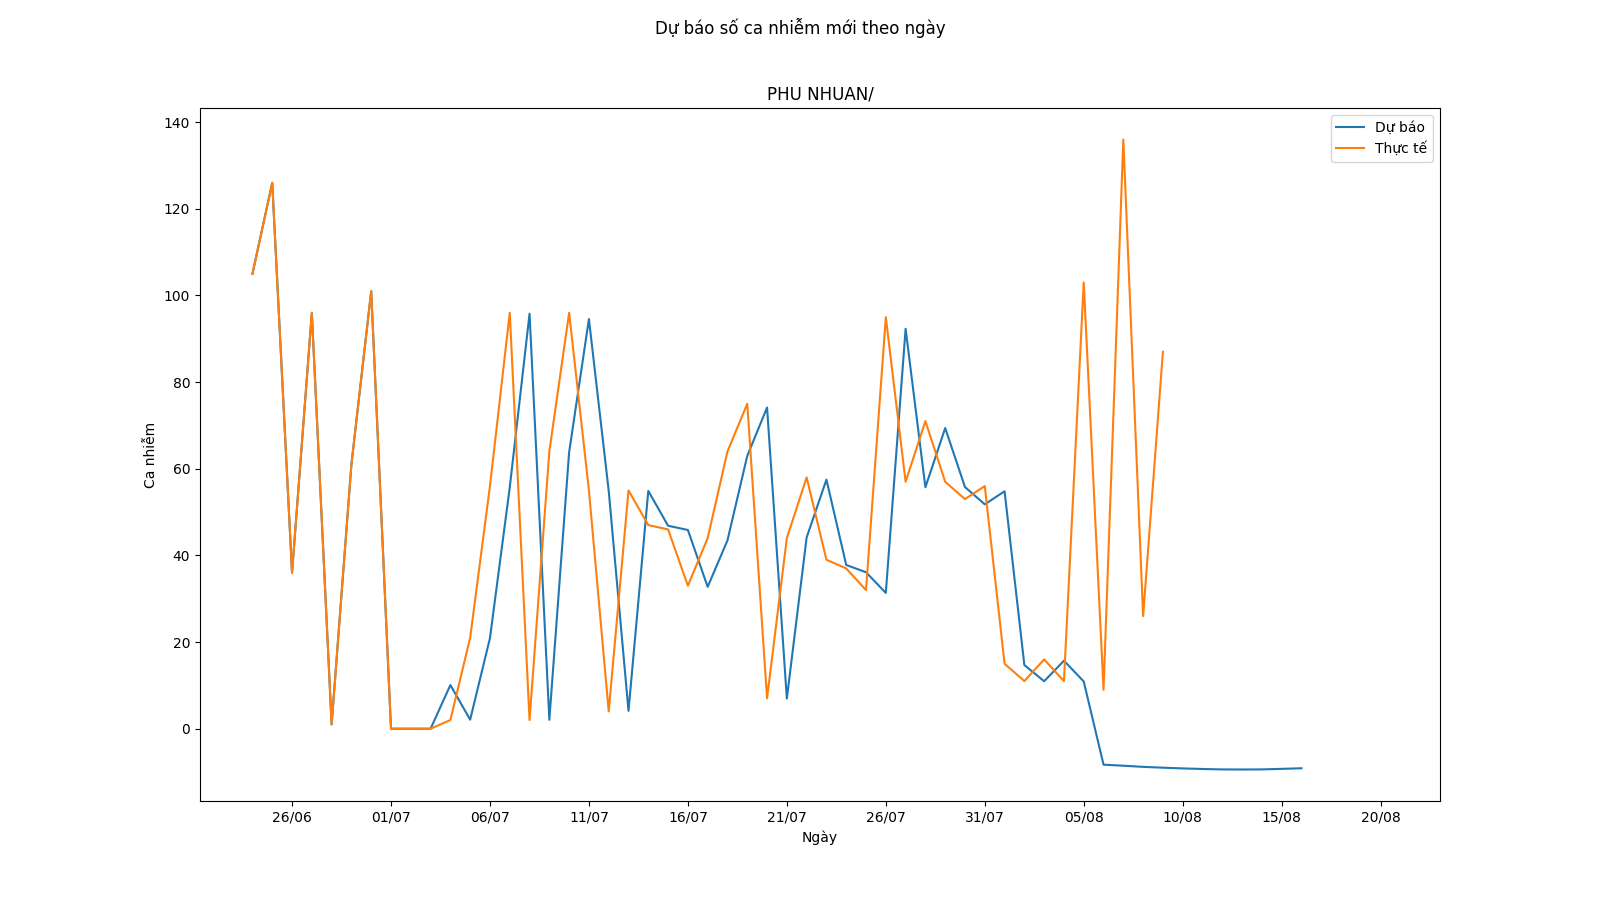 Dự báo số ca nhiễm mới theo ngày
PHU NHUAN/
Dự báo
Thực tế
140
120
100
80
60
40
20
0
Ca nhiễm
26/06 01/07 06/07 11/07 16/07 21/07 26/07 31/07 05/08 10/08 15/08 20/08
Ngày